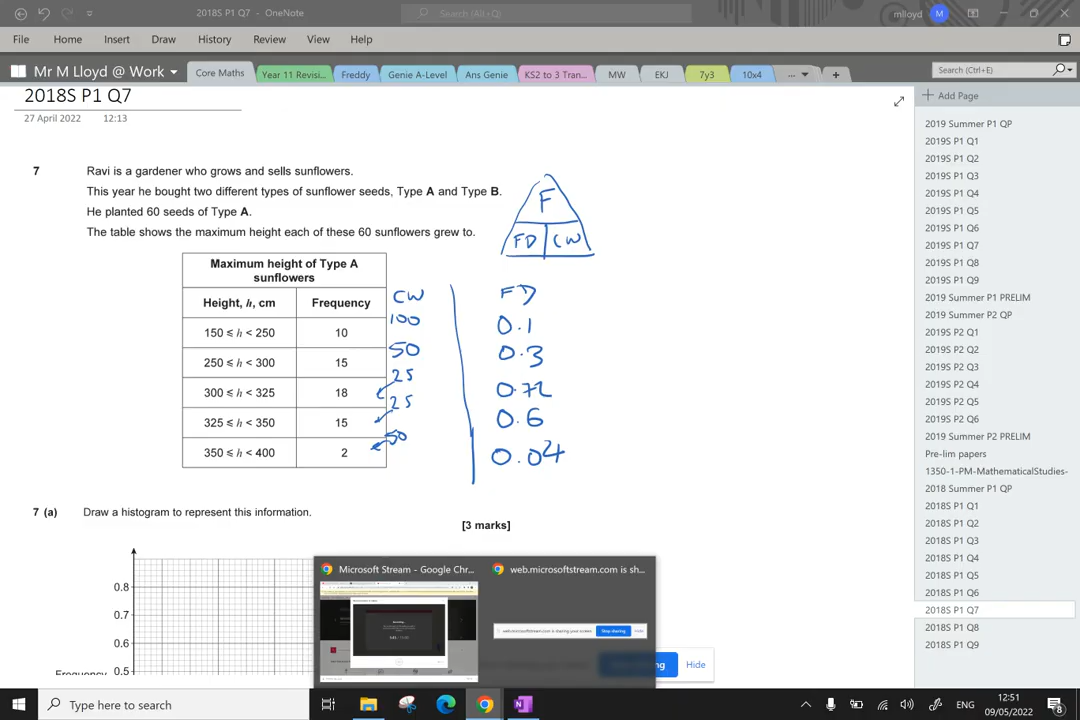 2018S P1 Q7 - OneNote
Search (Alt+Q)
mlloyd M
File Home Insert Draw History Review View Help
Mr M Lloyd @ Work
Core Maths Year 11 Revisi... Freddy Genie A-Level Ans Genie KS2 to 3 Tran... MW EKJ 7y3 10x4 ... +
Search (Ctrl+E)
2018S P1 Q7
27 April 2022 12:13
Add Page
2019 Summer P1 QP
2019S P1 Q1
2019S P1 Q2
2019S P1 Q3
2019S P1 Q4
2019S P1 Q5
2019S P1 Q6
2019S P1 Q7
2019S P1 Q8
2019S P1 Q9
2019 Summer P1 PRELIM
2019 Summer P2 QP
2019S P2 Q1
2019S P2 Q2
2019S P2 Q3
2019S P2 Q4
2019S P2 Q5
2019S P2 Q6
2019 Summer P2 PRELIM
Pre-lim papers
1350-1-PM-MathematicalStudies-
2018 Summer P1 QP
2018S P1 Q1
2018S P1 Q2
2018S P1 Q3
2018S P1 Q4
2018S P1 Q5
2018S P1 Q6
2018S P1 Q7
2018S P1 Q8
2018S P1 Q9
7 Ravi is a gardener who grows and sells sunflowers.
This year he bought two different types of sunflower seeds, Type A and Type B.
He planted 60 seeds of Type A.
The table shows the maximum height each of these 60 sunflowers grew to.
F
FD CW
Maximum height of Type A
sunflowers
Height, h, cm Frequency CW FD
150 ≤ h < 250 10 100 0.1
250 ≤ h < 300 15 50 0.3
300 ≤ h < 325 18 25 0.72
325 ≤ h < 350 15 25 0.6
350 ≤ h < 400 2 50 0.04
7 (a) Draw a histogram to represent this information.
[3 marks]
0.8
0.7
0.6
0.5
Frequency
Microsoft Stream - Google Chr...
web.microsoftstream.com is sh...
Stop sharing
Hide
Type here to search
ENG
12:51
09/05/2022
8